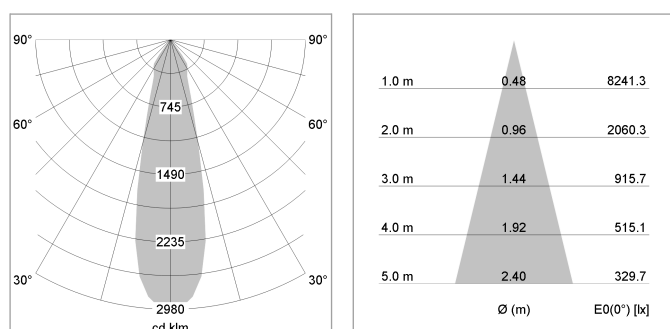 90° 90°
745
60° 60°
1490
2235
30° 30°
2980
cd klm
1.0 m 0.48 8241.3
2.0 m 0.96 2060.3
3.0 m 1.44 915.7
4.0 m 1.92 515.1
5.0 m 2.40 329.7
Ø (m) E0(0°) [lx]